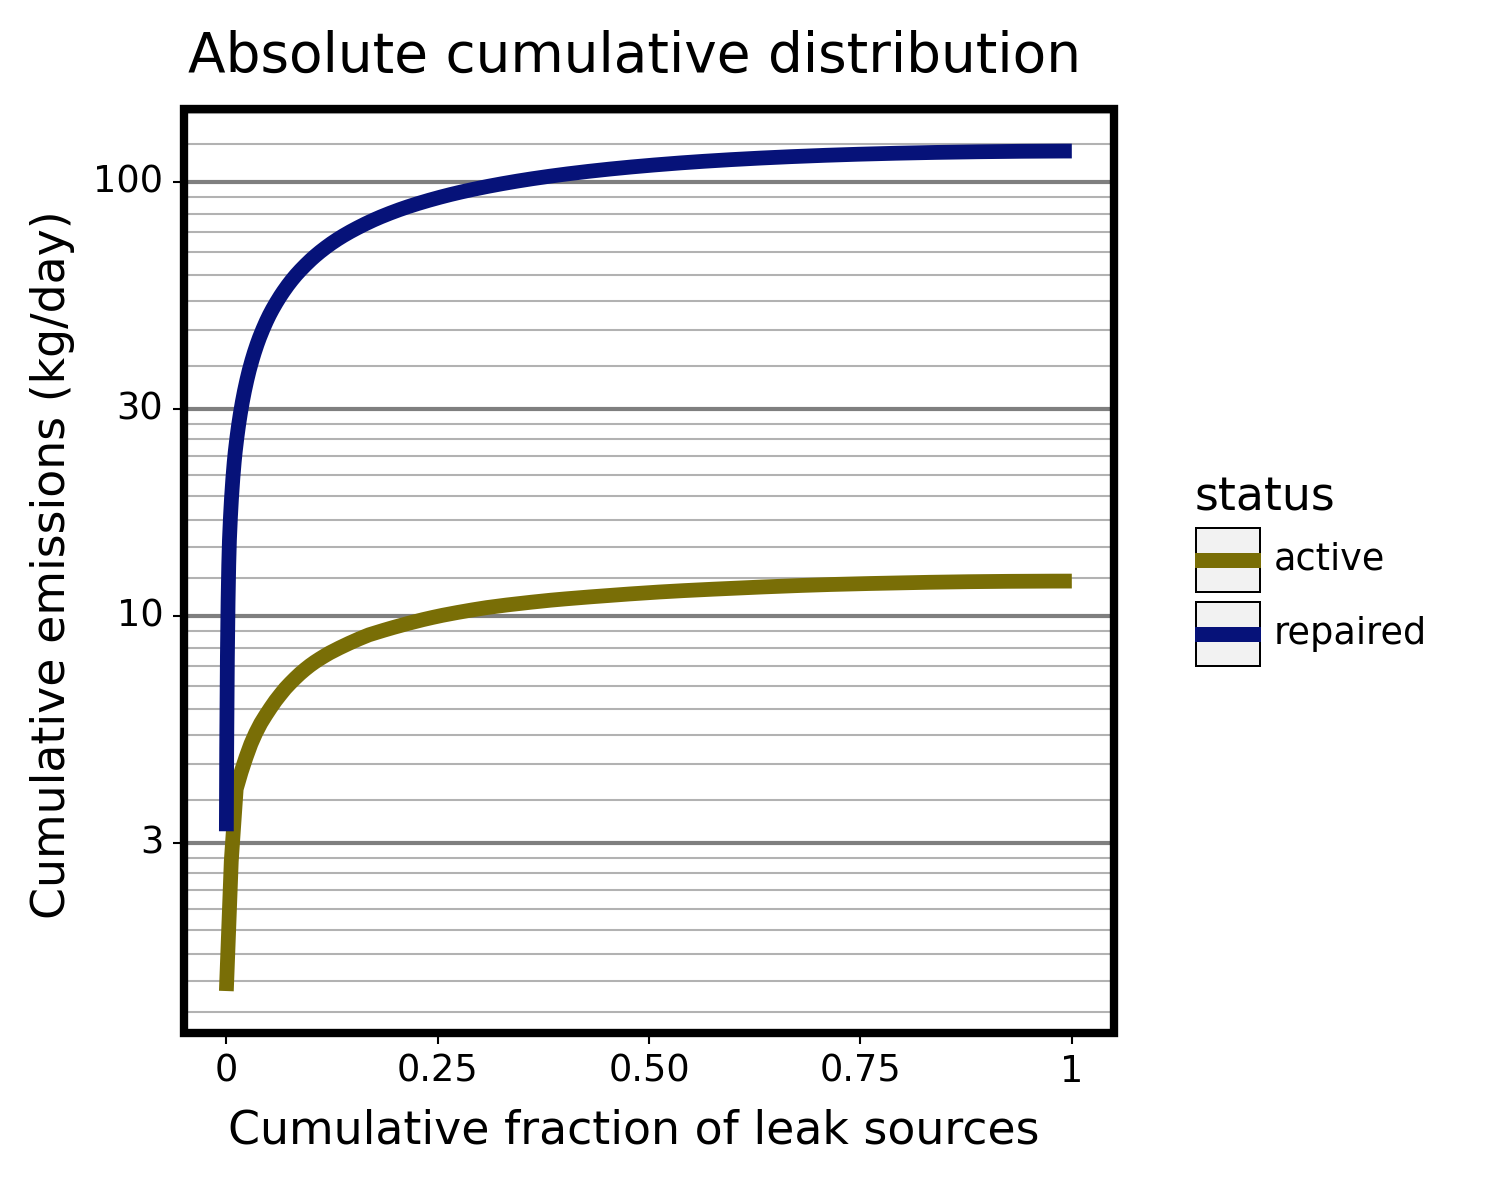 Absolute cumulative distribution
Cumulative emissions (kg/day)
100
30
10
3
0
0.25
0.50
0.75
1
Cumulative fraction of leak sources
status
active
repaired